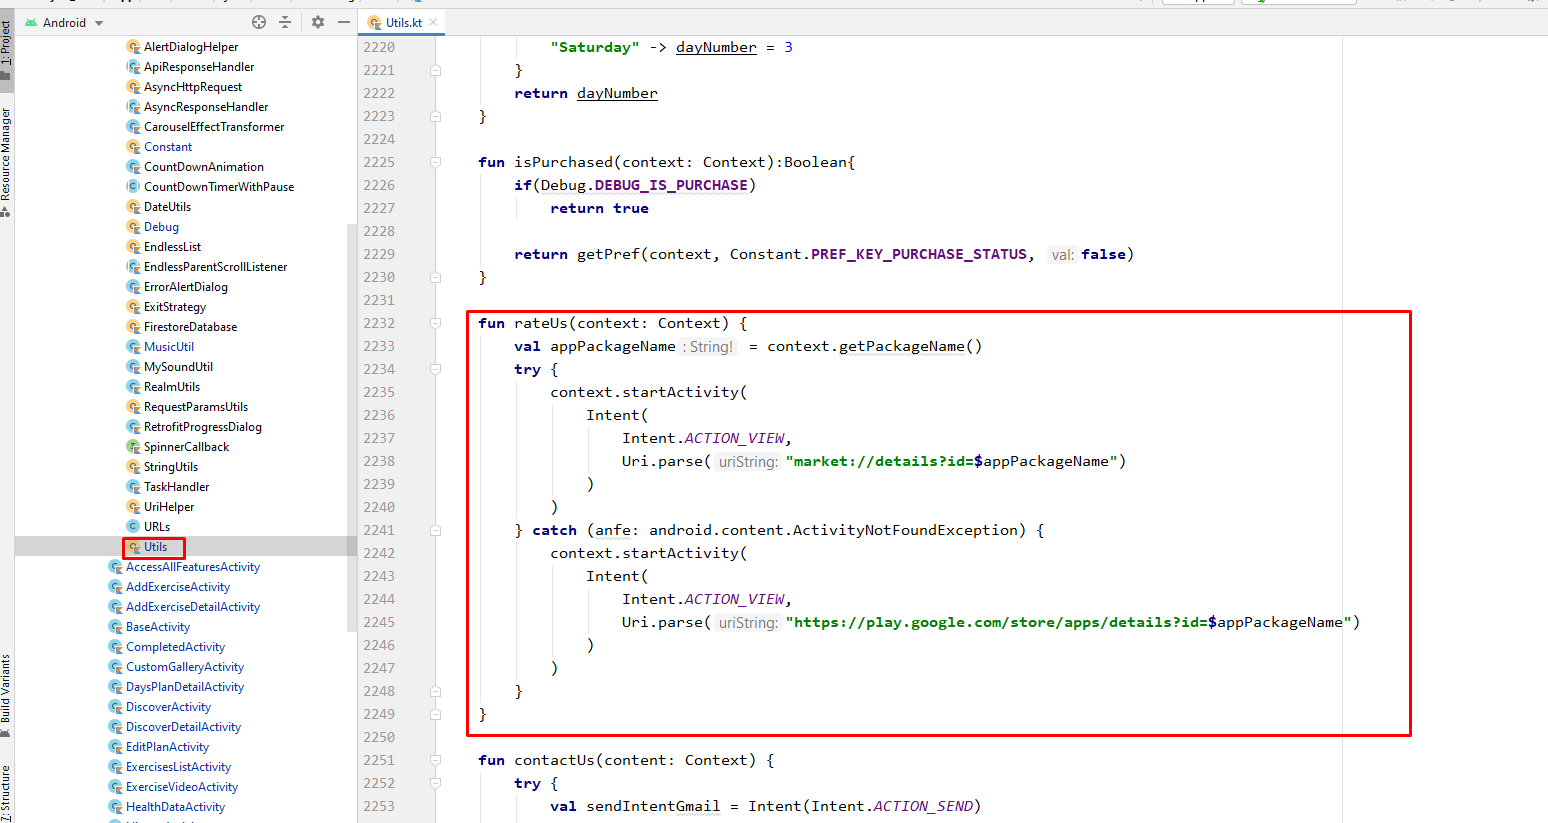 Android
Utils.kt
1: Project
Resource Manager
Build Variants
7: Structure
AlertDialogHelper
ApiResponseHandler
AsyncHttpRequest
AsyncResponseHandler
CarouselEffectTransformer
Constant
CountDownAnimation
CountDownTimerWithPause
DateUtils
Debug
EndlessList
EndlessParentScrollListener
ErrorAlertDialog
ExitStrategy
FirestoreDatabase
MusicUtil
MySoundUtil
RealmUtils
RequestParamsUtils
RetrofitProgressDialog
SpinnerCallback
StringUtils
TaskHandler
UriHelper
URLs
Utils
AccessAllFeaturesActivity
AddExerciseActivity
AddExerciseDetailActivity
BaseActivity
CompletedActivity
CustomGalleryActivity
DaysPlanDetailActivity
DiscoverActivity
DiscoverDetailActivity
EditPlanActivity
ExercisesListActivity
ExerciseVideoActivity
HealthDataActivity
2220 "Saturday" -> dayNumber = 3
2221 }
2222 return dayNumber
2223 }
2224
2225 fun isPurchased(context: Context):Boolean{
2226 if(Debug.DEBUG_IS_PURCHASE)
2227 return true
2228
2229 return getPref(context, Constant.PREF_KEY_PURCHASE_STATUS, val: false)
2230 }
2231
2232 fun rateUs(context: Context) {
2233 val appPackageName : String! = context.getPackageName()
2234 try {
2235 context.startActivity(
2236 Intent(
2237 Intent.ACTION_VIEW,
2238 Uri.parse( uriString: "market://details?id=$appPackageName")
2239 )
2240 )
2241 } catch (anfe: android.content.ActivityNotFoundException) {
2242 context.startActivity(
2243 Intent(
2244 Intent.ACTION_VIEW,
2245 Uri.parse( uriString: "https://play.google.com/store/apps/details?id=$appPackageName")
2246 )
2247 )
2248 }
2249 }
2250
2251 fun contactUs(content: Context) {
2252 try {
2253 val sendIntentGmail = Intent(Intent.ACTION_SEND)